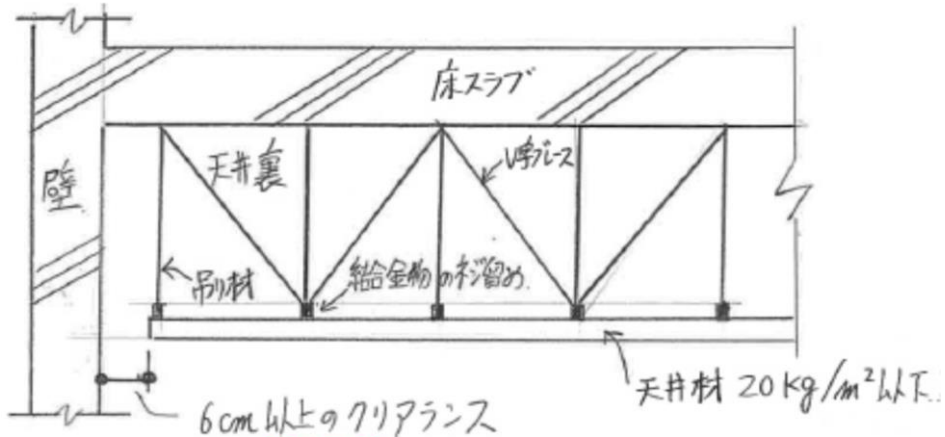 床スラブ
天井裏
V字ブレース
壁
吊り材
結合金物のネジ留め
天井材 20kg/m²以下
6cm以上のクリアランス